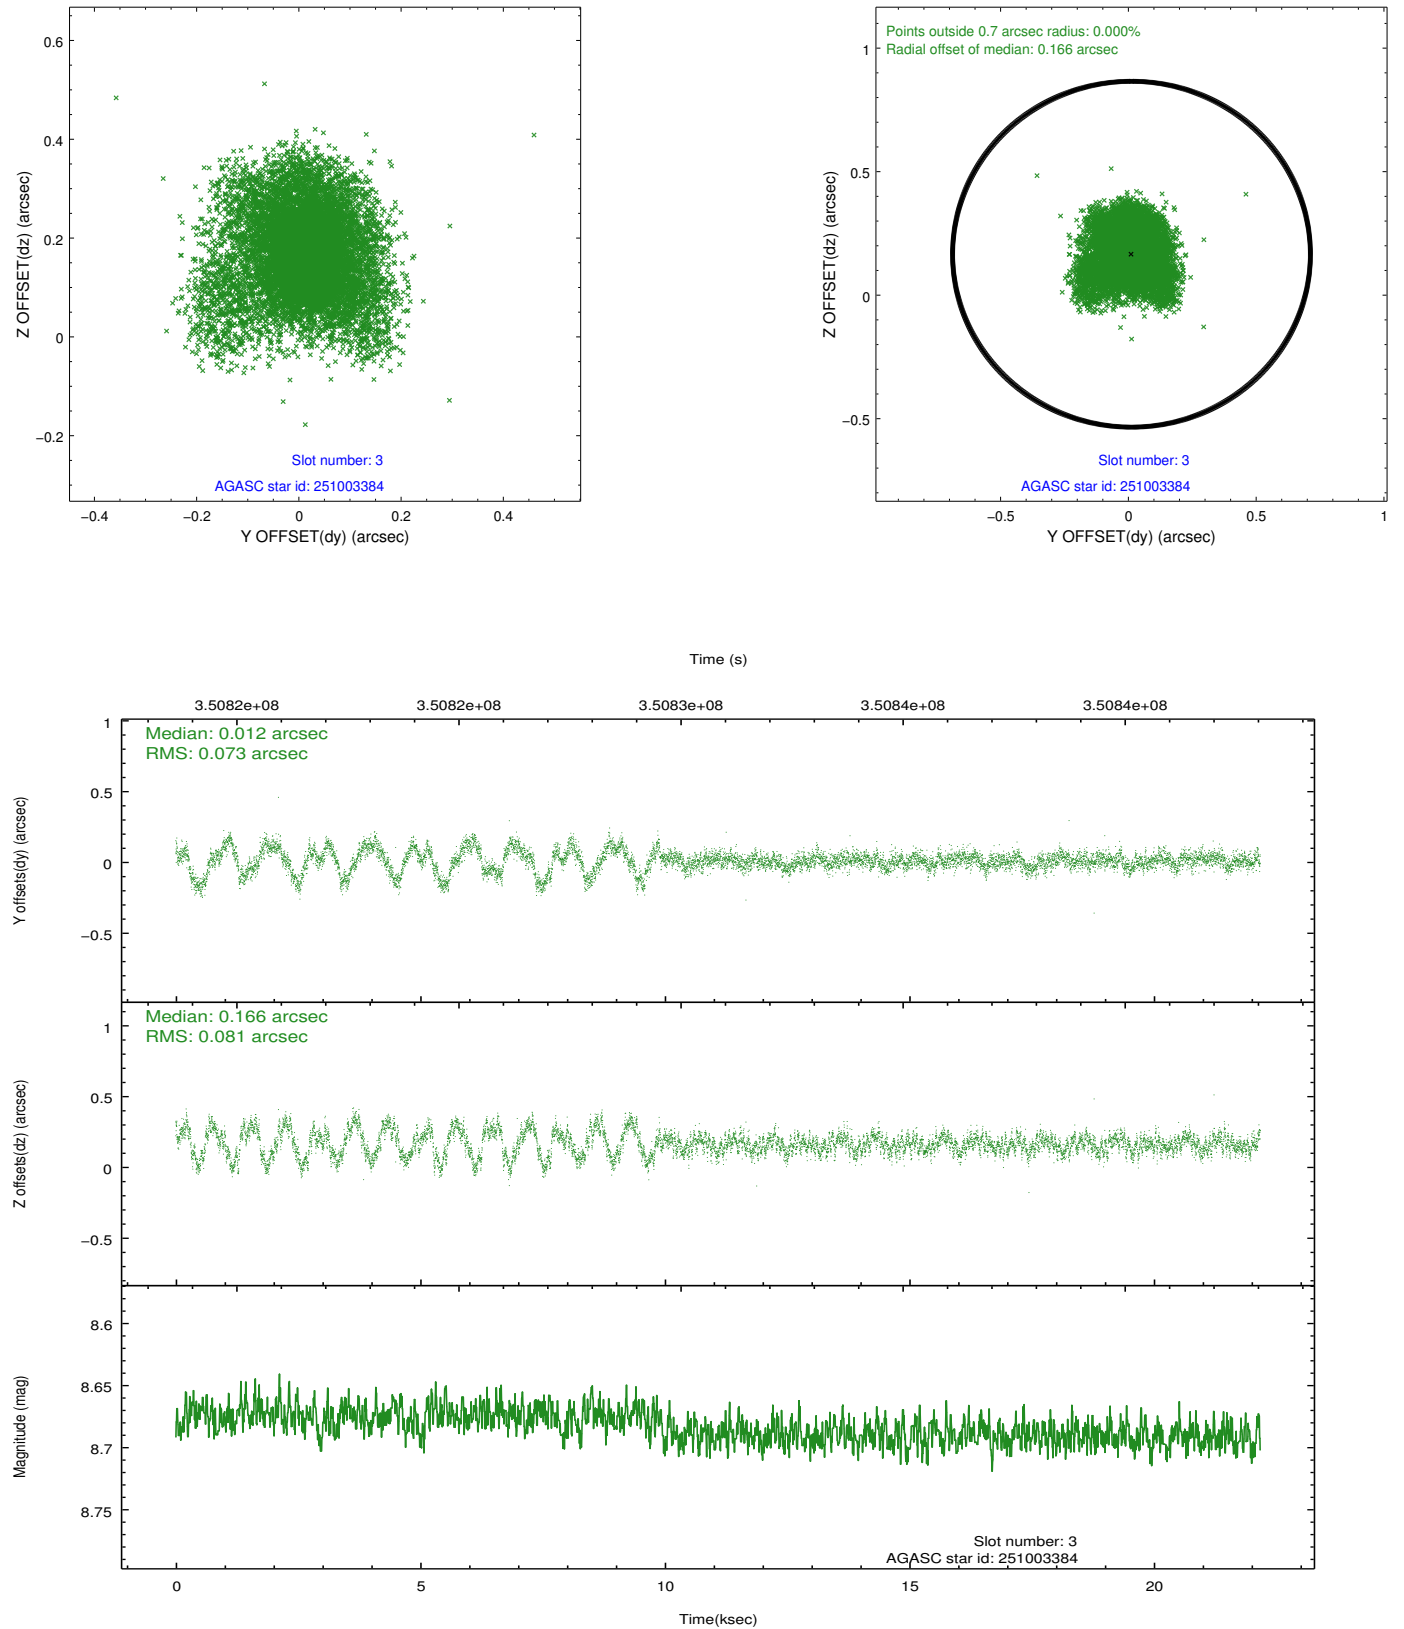 0.6
0.4
0.2
0
−0.2
Z OFFSET(dz) (arcsec)
Slot number: 3
AGASC star id: 251003384
−0.4
−0.2
0
0.2
0.4
Y OFFSET(dy) (arcsec)
Points outside 0.7 arcsec radius: 0.000%
Radial offset of median: 0.166 arcsec
1
0.5
0
−0.5
Z OFFSET(dz) (arcsec)
Slot number: 3
AGASC star id: 251003384
−0.5
0
0.5
1
Y OFFSET(dy) (arcsec)
Time (s)
3.5082e+08
3.5082e+08
3.5083e+08
3.5084e+08
3.5084e+08
Median: 0.012 arcsec
RMS: 0.073 arcsec
1
0.5
0
−0.5
Y offsets(dy) (arcsec)
Median: 0.166 arcsec
RMS: 0.081 arcsec
1
0.5
0
−0.5
Z offsets(dz) (arcsec)
8.6
8.65
8.7
8.75
Magnitude (mag)
Slot number: 3
AGASC star id: 251003384
0
5
10
15
20
Time(ksec)